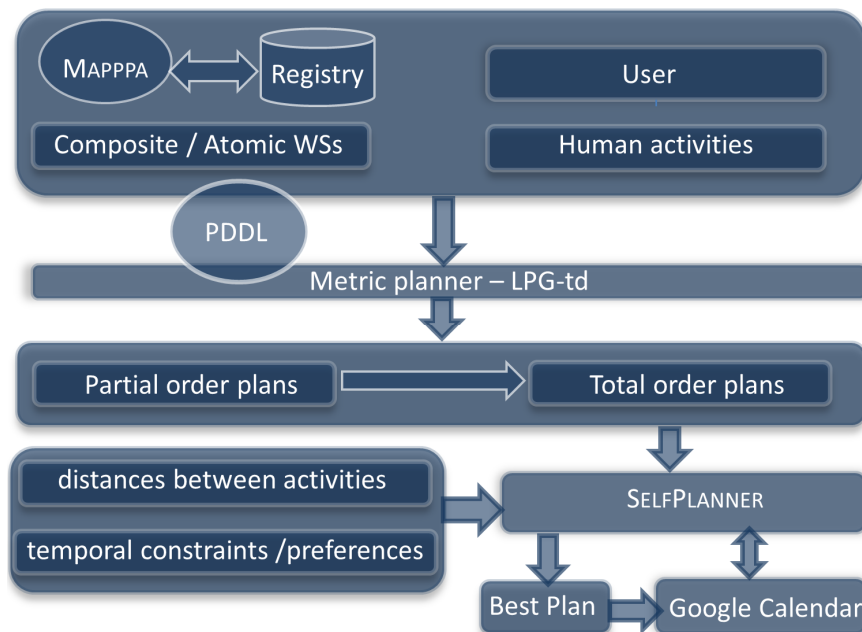 MAPPPA
Registry
User
Composite / Atomic WSs
Human activities
PDDL
Metric planner – LPG-td
Partial order plans
Total order plans
distances between activities
SELFPLANNER
temporal constraints /preferences
Best Plan
Google Calendar